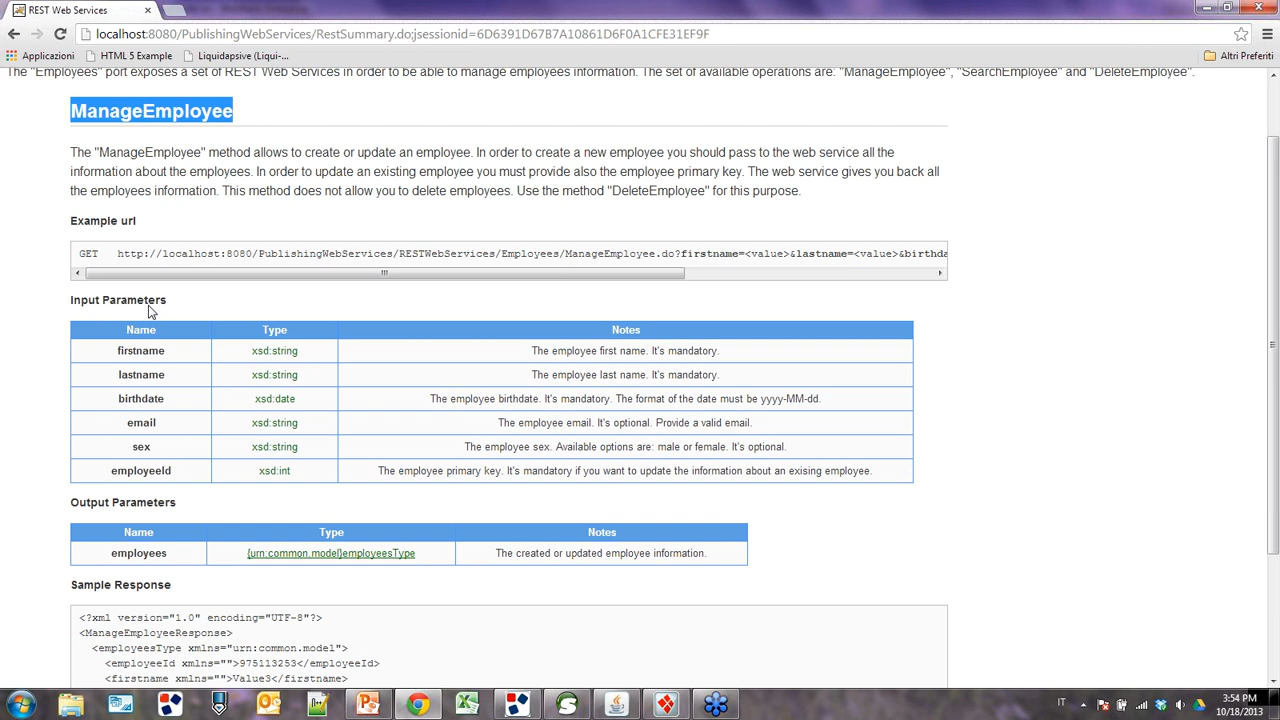 REST Web Services
localhost:8080/PublishingWebServices/RestSummary.do;jsessionid=6D6391D67B7A10861D6F0A1CFE31EF9F
Applicazioni HTML 5 Example Liquidapsive (Liqui-... Altri Preferiti
The "Employees" port exposes a set of REST Web Services in order to be able to manage employees information. The set of available operations are: "ManageEmployee", "SearchEmployee" and "DeleteEmployee".
ManageEmployee
The "ManageEmployee" method allows to create or update an employee. In order to create a new employee you should pass to the web service all the
information about the employees. In order to update an existing employee you must provide also the employee primary key. The web service gives you back all
the employees information. This method does not allow you to delete employees. Use the method "DeleteEmployee" for this purpose.
Example url
GET http://localhost:8080/PublishingWebServices/RESTWebServices/Employees/ManageEmployee.do?firstname=<value>&lastname=<value>&birthda
Input Parameters
Name Type Notes
firstname xsd:string The employee first name. It's mandatory.
lastname xsd:string The employee last name. It's mandatory.
birthdate xsd:date The employee birthdate. It's mandatory. The format of the date must be yyyy-MM-dd.
email xsd:string The employee email. It's optional. Provide a valid email.
sex xsd:string The employee sex. Available options are: male or female. It's optional.
employeeId xsd:int The employee primary key. It's mandatory if you want to update the information about an exising employee.
Output Parameters
Name Type Notes
employees {urn:common.model}employeesType The created or updated employee information.
Sample Response
<?xml version="1.0" encoding="UTF-8"?>
<ManageEmployeeResponse>
<employeesType xmlns="urn:common.model">
<employeeId xmlns="">975113253</employeeId>
<firstname xmlns="">Value3</firstname>
IT 3:54 PM
10/18/2013